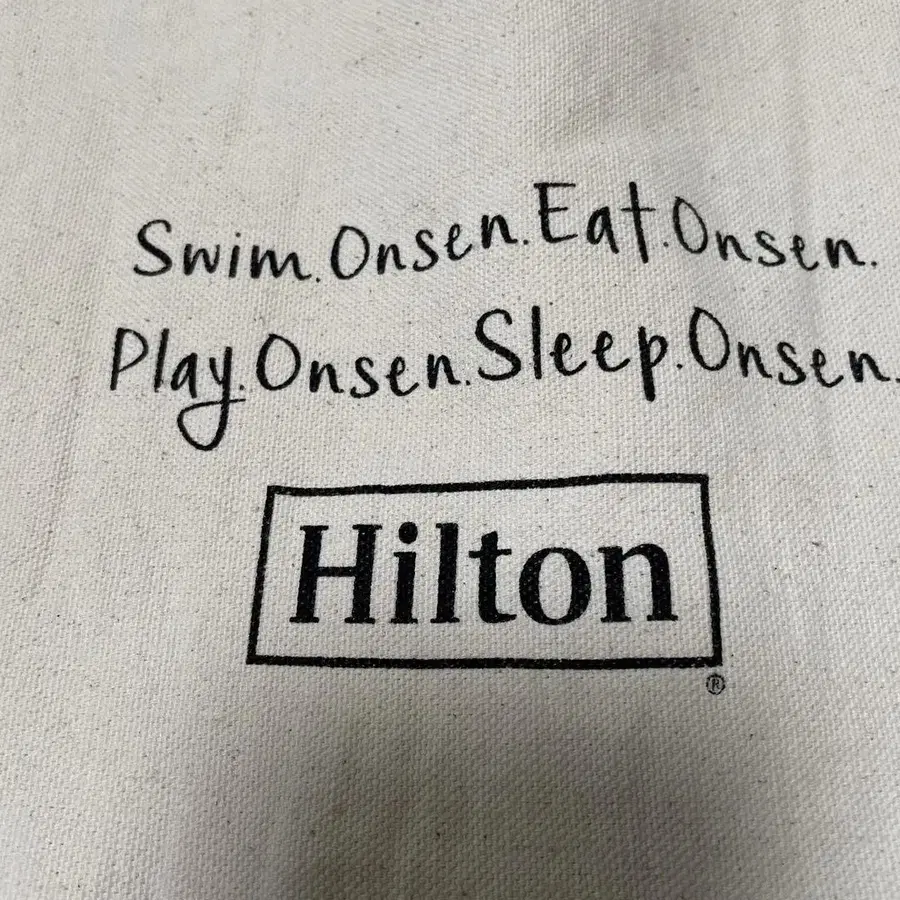 Swim.Onsen.Eat.Onsen.
Play.Onsen.Sleep.Onsen.
Hilton
®